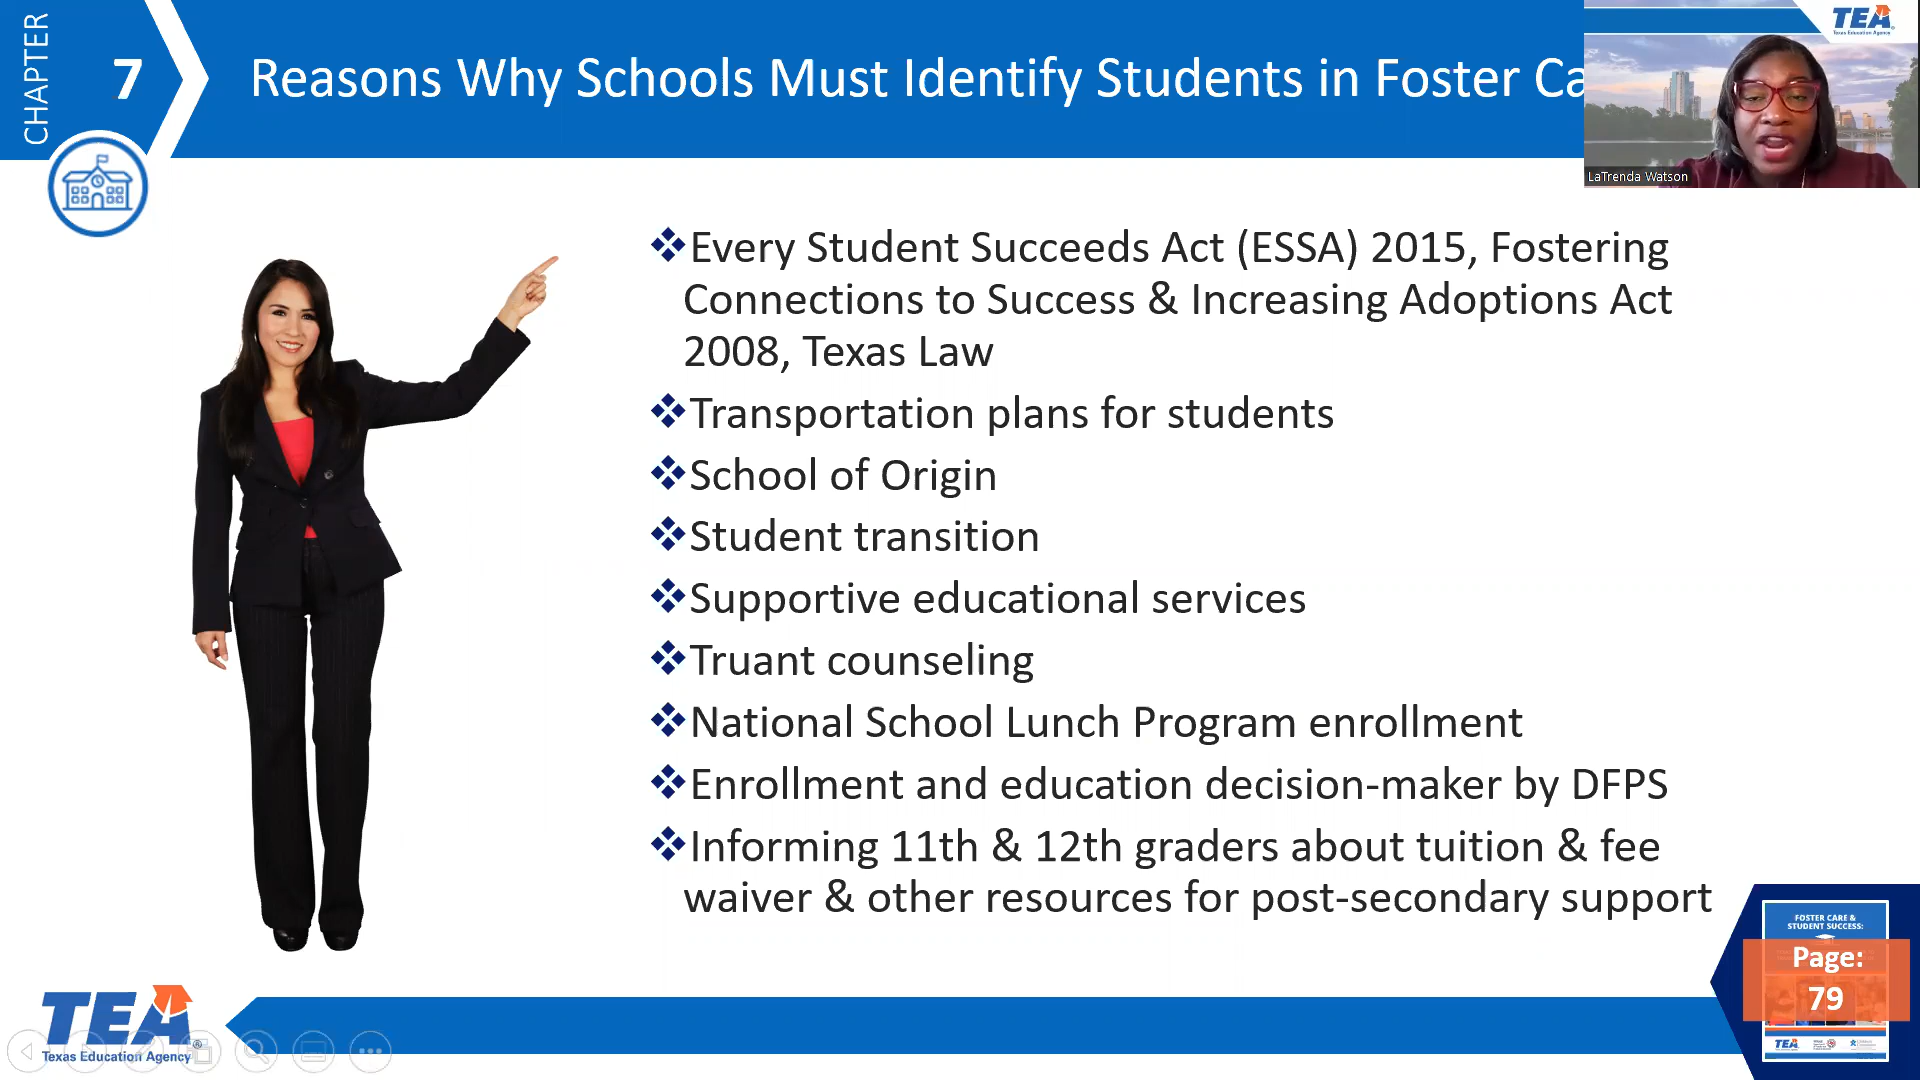 CHAPTER
7
Reasons Why Schools Must Identify Students in Foster Ca
TEA
Texas Education Agency
LaTrenda Watson
Every Student Succeeds Act (ESSA) 2015, Fostering
Connections to Success & Increasing Adoptions Act
2008, Texas Law
Transportation plans for students
School of Origin
Student transition
Supportive educational services
Truant counseling
National School Lunch Program enrollment
Enrollment and education decision-maker by DFPS
Informing 11th & 12th graders about tuition & fee
waiver & other resources for post-secondary support
FOSTER CARE &
STUDENT SUCCESS:
Page:
79
TEA
TEA
Texas Education Agency